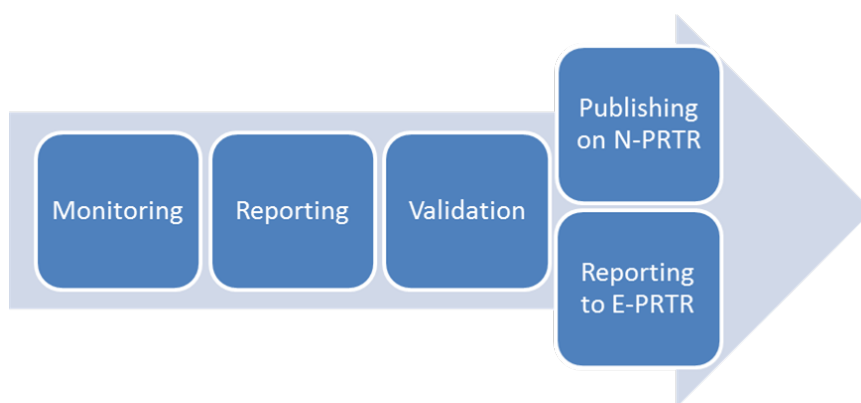 Monitoring
Reporting
Validation
Publishing
on N-PRTR
Reporting
to E-PRTR